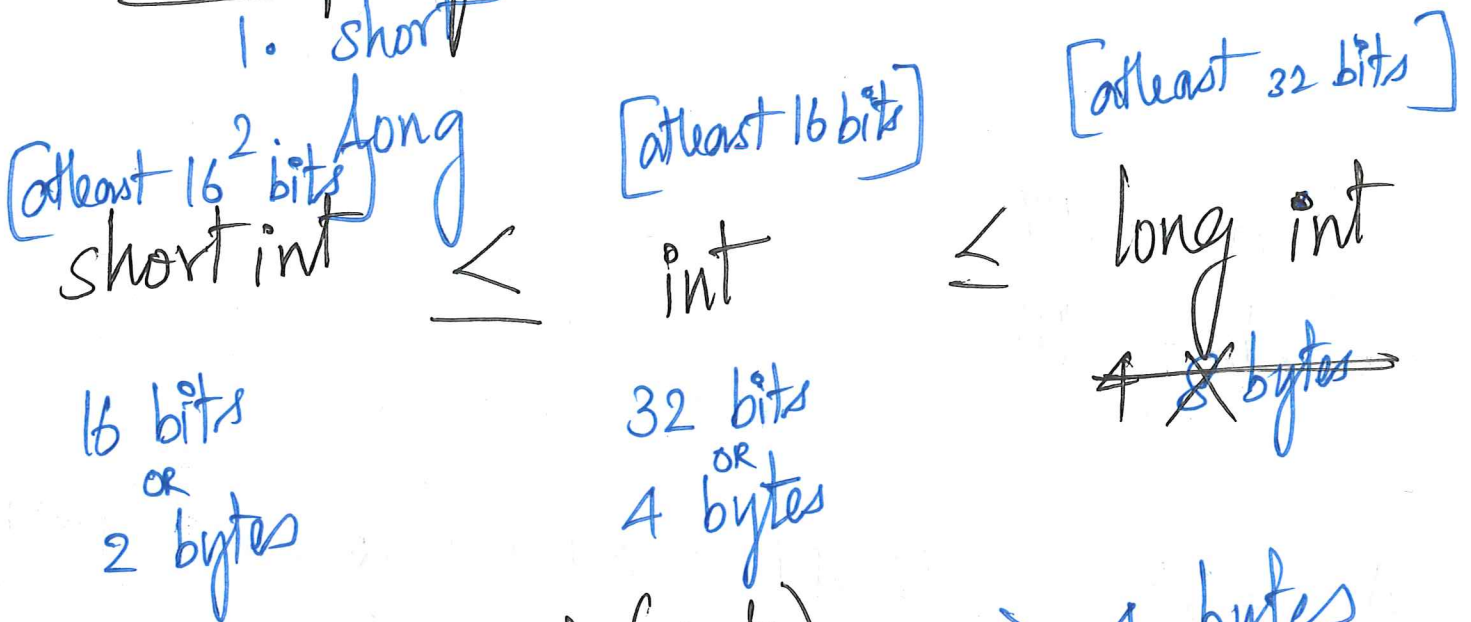 1. short
2 long
[atleast 16 bits] [atleast 16 bits] [atleast 32 bits]
short int ≤ int ≤ long int
16 bits 32 bits 4 8 bytes
OR OR
2 bytes 4 bytes
bytes